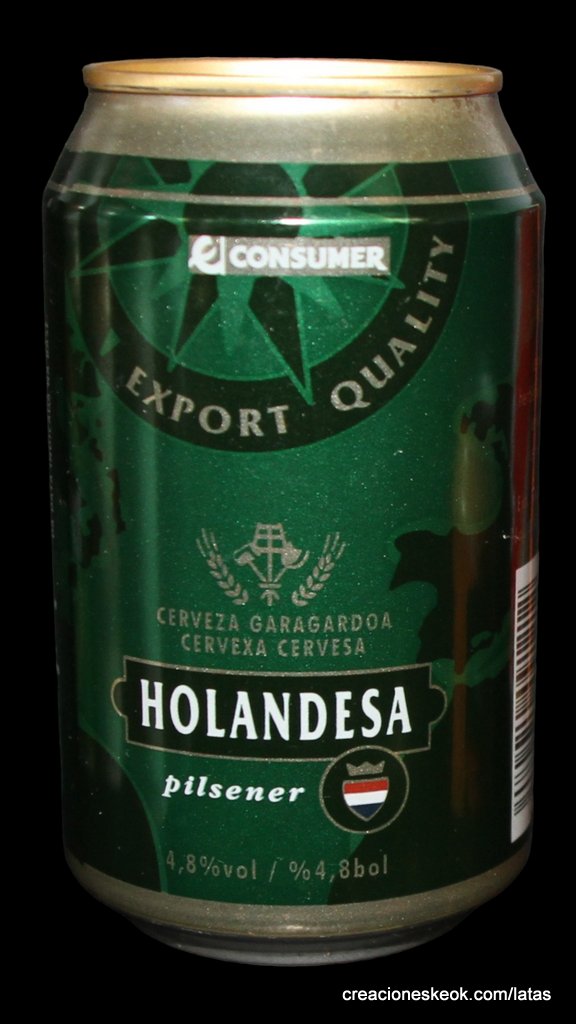 e CONSUMER
EXPORT QUALITY
CERVEZA GARAGARDOA
CERVEXA CERVESA
HOLANDESA
pilsener
4,8%vol / %4,8bol
creacioneskeok.com/latas